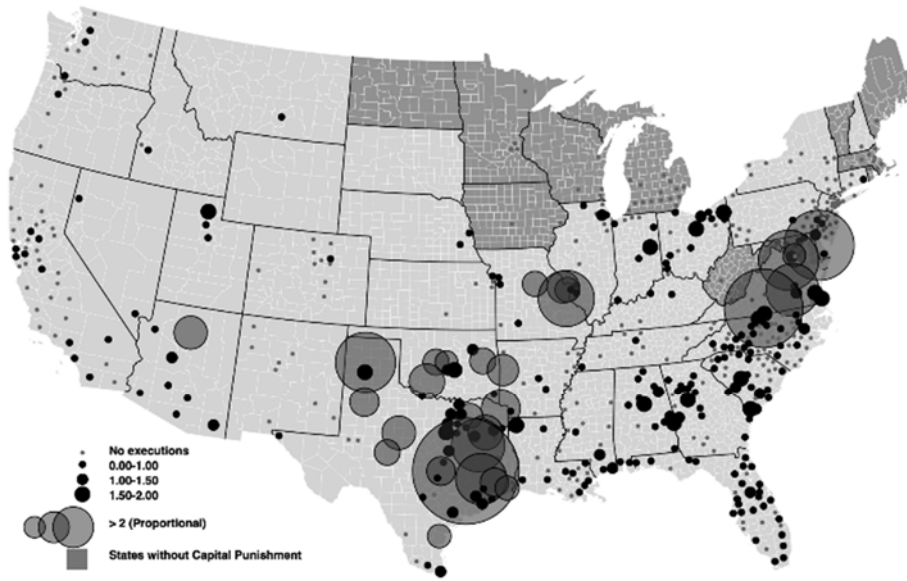 No executions
0.00-1.00
1.00-1.50
1.50-2.00
> 2 (Proportional)
States without Capital Punishment